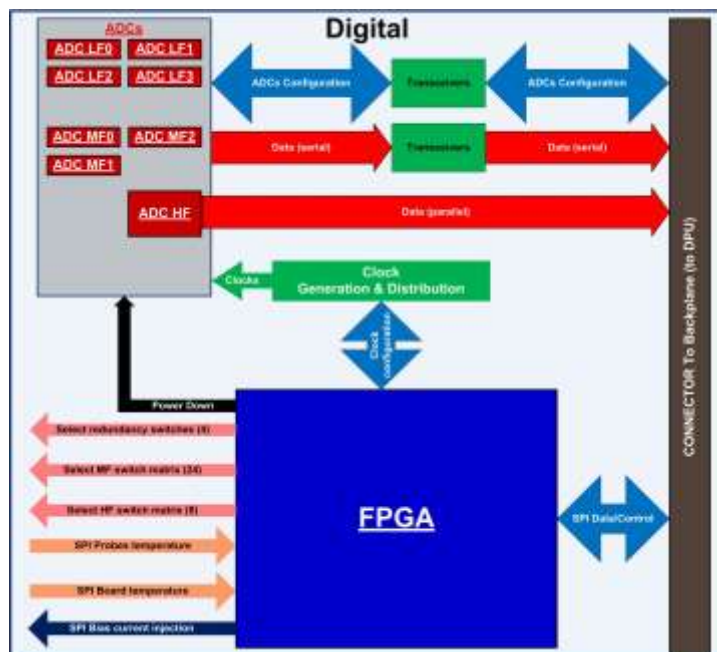 Digital
ADCs
ADC LF0 ADC LF1
ADC LF2 ADC LF3
ADC MF0 ADC MF2
ADC MF1
ADC HF
ADCs Configuration
Transceivers
ADCs Configuration
Data (serial)
Transceivers
Data (serial)
Data (parallel)
Clocks
Clock
Generation & Distribution
Clock
configuration
Power Down
Select redundancy switches (4)
Select MF switch matrix (24)
Select HF switch matrix (8)
SPI Probes temperature
SPI Board temperature
SPI Bias current injection
FPGA
SPI Data/Control
CONNECTOR To Backplane (to DPU)